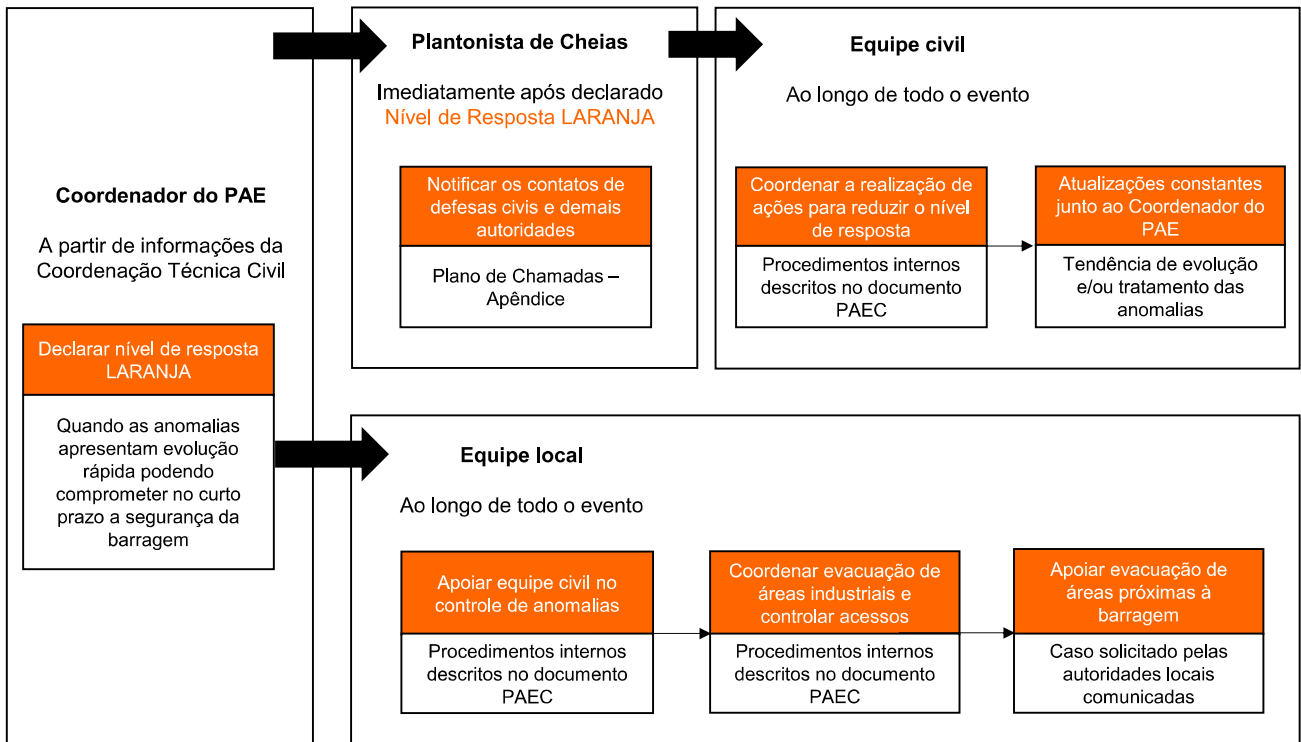 Coordenador do PAE
A partir de informações da
Coordenação Técnica Civil
Declarar nível de resposta
LARANJA
Quando as anomalias
apresentam evolução
rápida podendo
comprometer no curto
prazo a segurança da
barragem
Plantonista de Cheias
Imediatamente após declarado
Nível de Resposta LARANJA
Notificar os contatos de
defesas civis e demais
autoridades
Plano de Chamadas –
Apêndice
Equipe civil
Ao longo de todo o evento
Coordenar a realização de
ações para reduzir o nível
de resposta
Procedimentos internos
descritos no documento
PAEC
Atualizações constantes
junto ao Coordenador do
PAE
Tendência de evolução
e/ou tratamento das
anomalias
Equipe local
Ao longo de todo o evento
Apoiar equipe civil no
controle de anomalias
Procedimentos internos
descritos no documento
PAEC
Coordenar evacuação de
áreas industriais e
controlar acessos
Procedimentos internos
descritos no documento
PAEC
Apoiar evacuação de
áreas próximas à
barragem
Caso solicitado pelas
autoridades locais
comunicadas